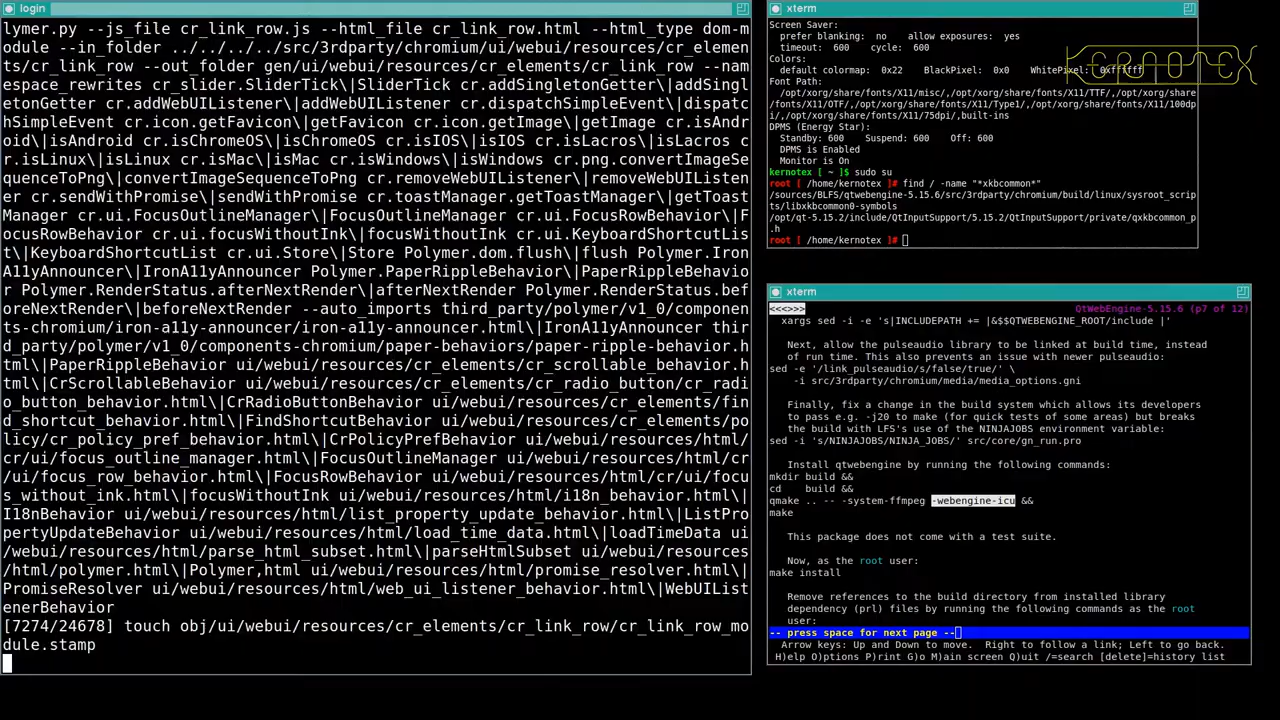 login
lymer.py --js_file cr_link_row.js --html_file cr_link_row.html --html_type dom-m
odule --in_folder ../../../../src/3rdparty/chromium/ui/webui/resources/cr_elemen
ts/cr_link_row --out_folder gen/ui/webui/resources/cr_elements/cr_link_row --nam
espace_rewrites cr_slider.SliderTick\|SliderTick cr.addSingletonGetter\|addSingl
etonGetter cr.addWebUIListener\|addWebUIListener cr.dispatchSimpleEvent\|dispatc
hSimpleEvent cr.icon.getFavicon\|getFavicon cr.icon.getImage\|getImage cr.isAndr
oid\|isAndroid cr.isChromeOS\|isChromeOS cr.isIOS\|isIOS cr.isLacros\|isLacros c
r.isLinux\|isLinux cr.isMac\|isMac cr.isWindows\|isWindows cr.png.convertImageSe
quenceToPng\|convertImageSequenceToPng cr.removeWebUIListener\|removeWebUIListen
er cr.sendWithPromise\|sendWithPromise cr.toastManager.getToastManager\|getToast
Manager cr.ui.FocusOutlineManager\|FocusOutlineManager cr.ui.FocusRowBehavior\|F
ocusRowBehavior cr.ui.focusWithoutInk\|focusWithoutInk cr.ui.KeyboardShortcutLis
t\|KeyboardShortcutList cr.ui.Store\|Store Polymer.dom.flush\|flush Polymer.Iron
A11yAnnouncer\|IronA11yAnnouncer Polymer.PaperRippleBehavior\|PaperRippleBehavio
r Polymer.RenderStatus.afterNextRender\|afterNextRender Polymer.RenderStatus.bef
oreNextRender\|beforeNextRender --auto_imports third_party/polymer/v1_0/componen
ts-chromium/iron-a11y-announcer/iron-a11y-announcer.html\|IronA11yAnnouncer thir
d_party/polymer/v1_0/components-chromium/paper-behaviors/paper-ripple-behavior.h
tml\|PaperRippleBehavior ui/webui/resources/cr_elements/cr_scrollable_behavior.h
tml\|CrScrollableBehavior ui/webui/resources/cr_elements/cr_radio_button/cr_radi
o_button_behavior.html\|CrRadioButtonBehavior ui/webui/resources/cr_elements/fin
d_shortcut_behavior.html\|FindShortcutBehavior ui/webui/resources/cr_elements/po
licy/cr_policy_pref_behavior.html\|CrPolicyPrefBehavior ui/webui/resources/html/
cr/ui/focus_outline_manager.html\|FocusOutlineManager ui/webui/resources/html/cr
/ui/focus_row_behavior.html\|FocusRowBehavior ui/webui/resources/html/cr/ui/focu
s_without_ink.html\|focusWithoutInk ui/webui/resources/html/i18n_behavior.html\|
I18nBehavior ui/webui/resources/html/list_property_update_behavior.html\|ListPro
pertyUpdateBehavior ui/webui/resources/html/load_time_data.html\|loadTimeData ui
/webui/resources/html/parse_html_subset.html\|parseHtmlSubset ui/webui/resources
/html/polymer.html\|Polymer,html ui/webui/resources/html/promise_resolver.html\|
PromiseResolver ui/webui/resources/html/web_ui_listener_behavior.html\|WebUIList
enerBehavior
[7274/24678] touch obj/ui/webui/resources/cr_elements/cr_link_row/cr_link_row_mo
dule.stamp
xterm
Screen Saver:
prefer blanking:  no    allow exposures:  yes
timeout:  600    cycle:  600
Colors:
default colormap:  0x22    BlackPixel:  0x0    WhitePixel:  0xffffff
Font Path:
/opt/xorg/share/fonts/X11/misc/,/opt/xorg/share/fonts/X11/TTF/,/opt/xorg/share
/fonts/X11/OTF/,/opt/xorg/share/fonts/X11/Type1/,/opt/xorg/share/fonts/X11/100dp
i/,/opt/xorg/share/fonts/X11/75dpi/,built-ins
DPMS (Energy Star):
Standby: 600    Suspend: 600    Off: 600
DPMS is Enabled
Monitor is On
kernotex [ ~ ]$ sudo su
root [ /home/kernotex ]# find / -name "*xkbcommon*"
/sources/BLFS/qtwebengine-5.15.6/src/3rdparty/chromium/build/linux/sysroot_scrip
ts/libxkbcommon0-symbols
/opt/qt-5.15.2/include/QtInputSupport/5.15.2/QtInputSupport/private/qxkbcommon_p
.h
root [ /home/kernotex ]#
KERNOTEX
xterm
<<<>>> QtWebEngine-5.15.6 (p7 of 12)
xargs sed -i -e 's|INCLUDEPATH += |&$$QTWEBENGINE_ROOT/include |'
Next, allow the pulseaudio library to be linked at build time, instead
of run time. This also prevents an issue with newer pulseaudio:
sed -e '/link_pulseaudio/s/false/true/' \
-i src/3rdparty/chromium/media/media_options.gni
Finally, fix a change in the build system which allows its developers
to pass e.g. -j20 to make (for quick tests of some areas) but breaks
the build with LFS's use of the NINJAJOBS environment variable:
sed -i 's/NINJAJOBS/NINJA_JOBS/' src/core/gn_run.pro
Install qtwebengine by running the following commands:
mkdir build &&
cd    build &&
qmake .. -- -system-ffmpeg -webengine-icu &&
make
This package does not come with a test suite.
Now, as the root user:
make install
Remove references to the build directory from installed library
dependency (prl) files by running the following commands as the root
user:
-- press space for next page --
Arrow keys: Up and Down to move.  Right to follow a link; Left to go back.
H)elp O)ptions P)rint G)o M)ain screen Q)uit /=search [delete]=history list